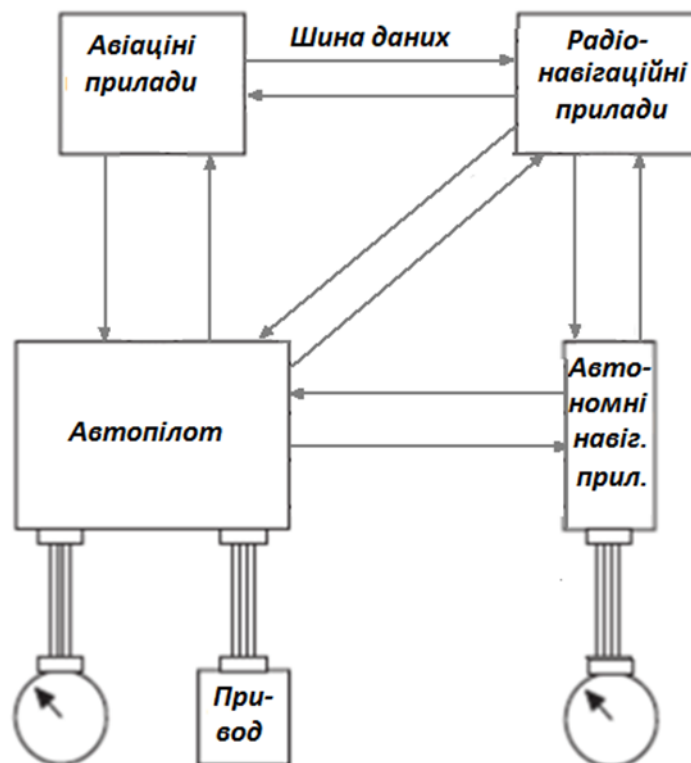 Авіаціні
прилади
Шина даних
Радіо-
навігаційні
прилади
Автопілот
Авто-
номні
навіг.
прил.
При-
вод